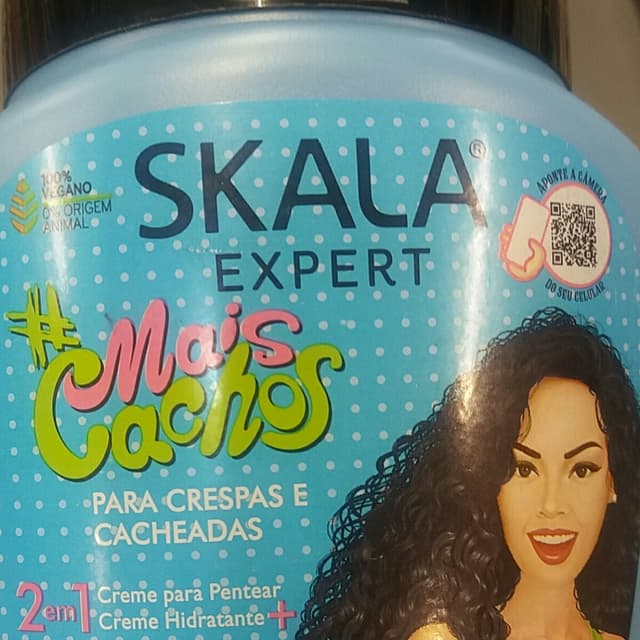 SKALA®
EXPERT
100%
VEGANO
0% ORIGEM
ANIMAL
APONTE A CÂMERA
DO SEU CELULAR
#Mais
Cachos
PARA CRESPAS E
CACHEADAS
2em1 Creme para Pentear
Creme Hidratante +